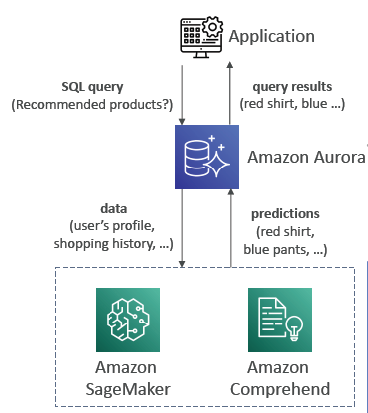 Application
SQL query
(Recommended products?)
query results
(red shirt, blue ...)
Amazon Aurora
data
(user's profile,
shopping history, ...)
predictions
(red shirt,
blue pants, ...)
Amazon
SageMaker
Amazon
Comprehend